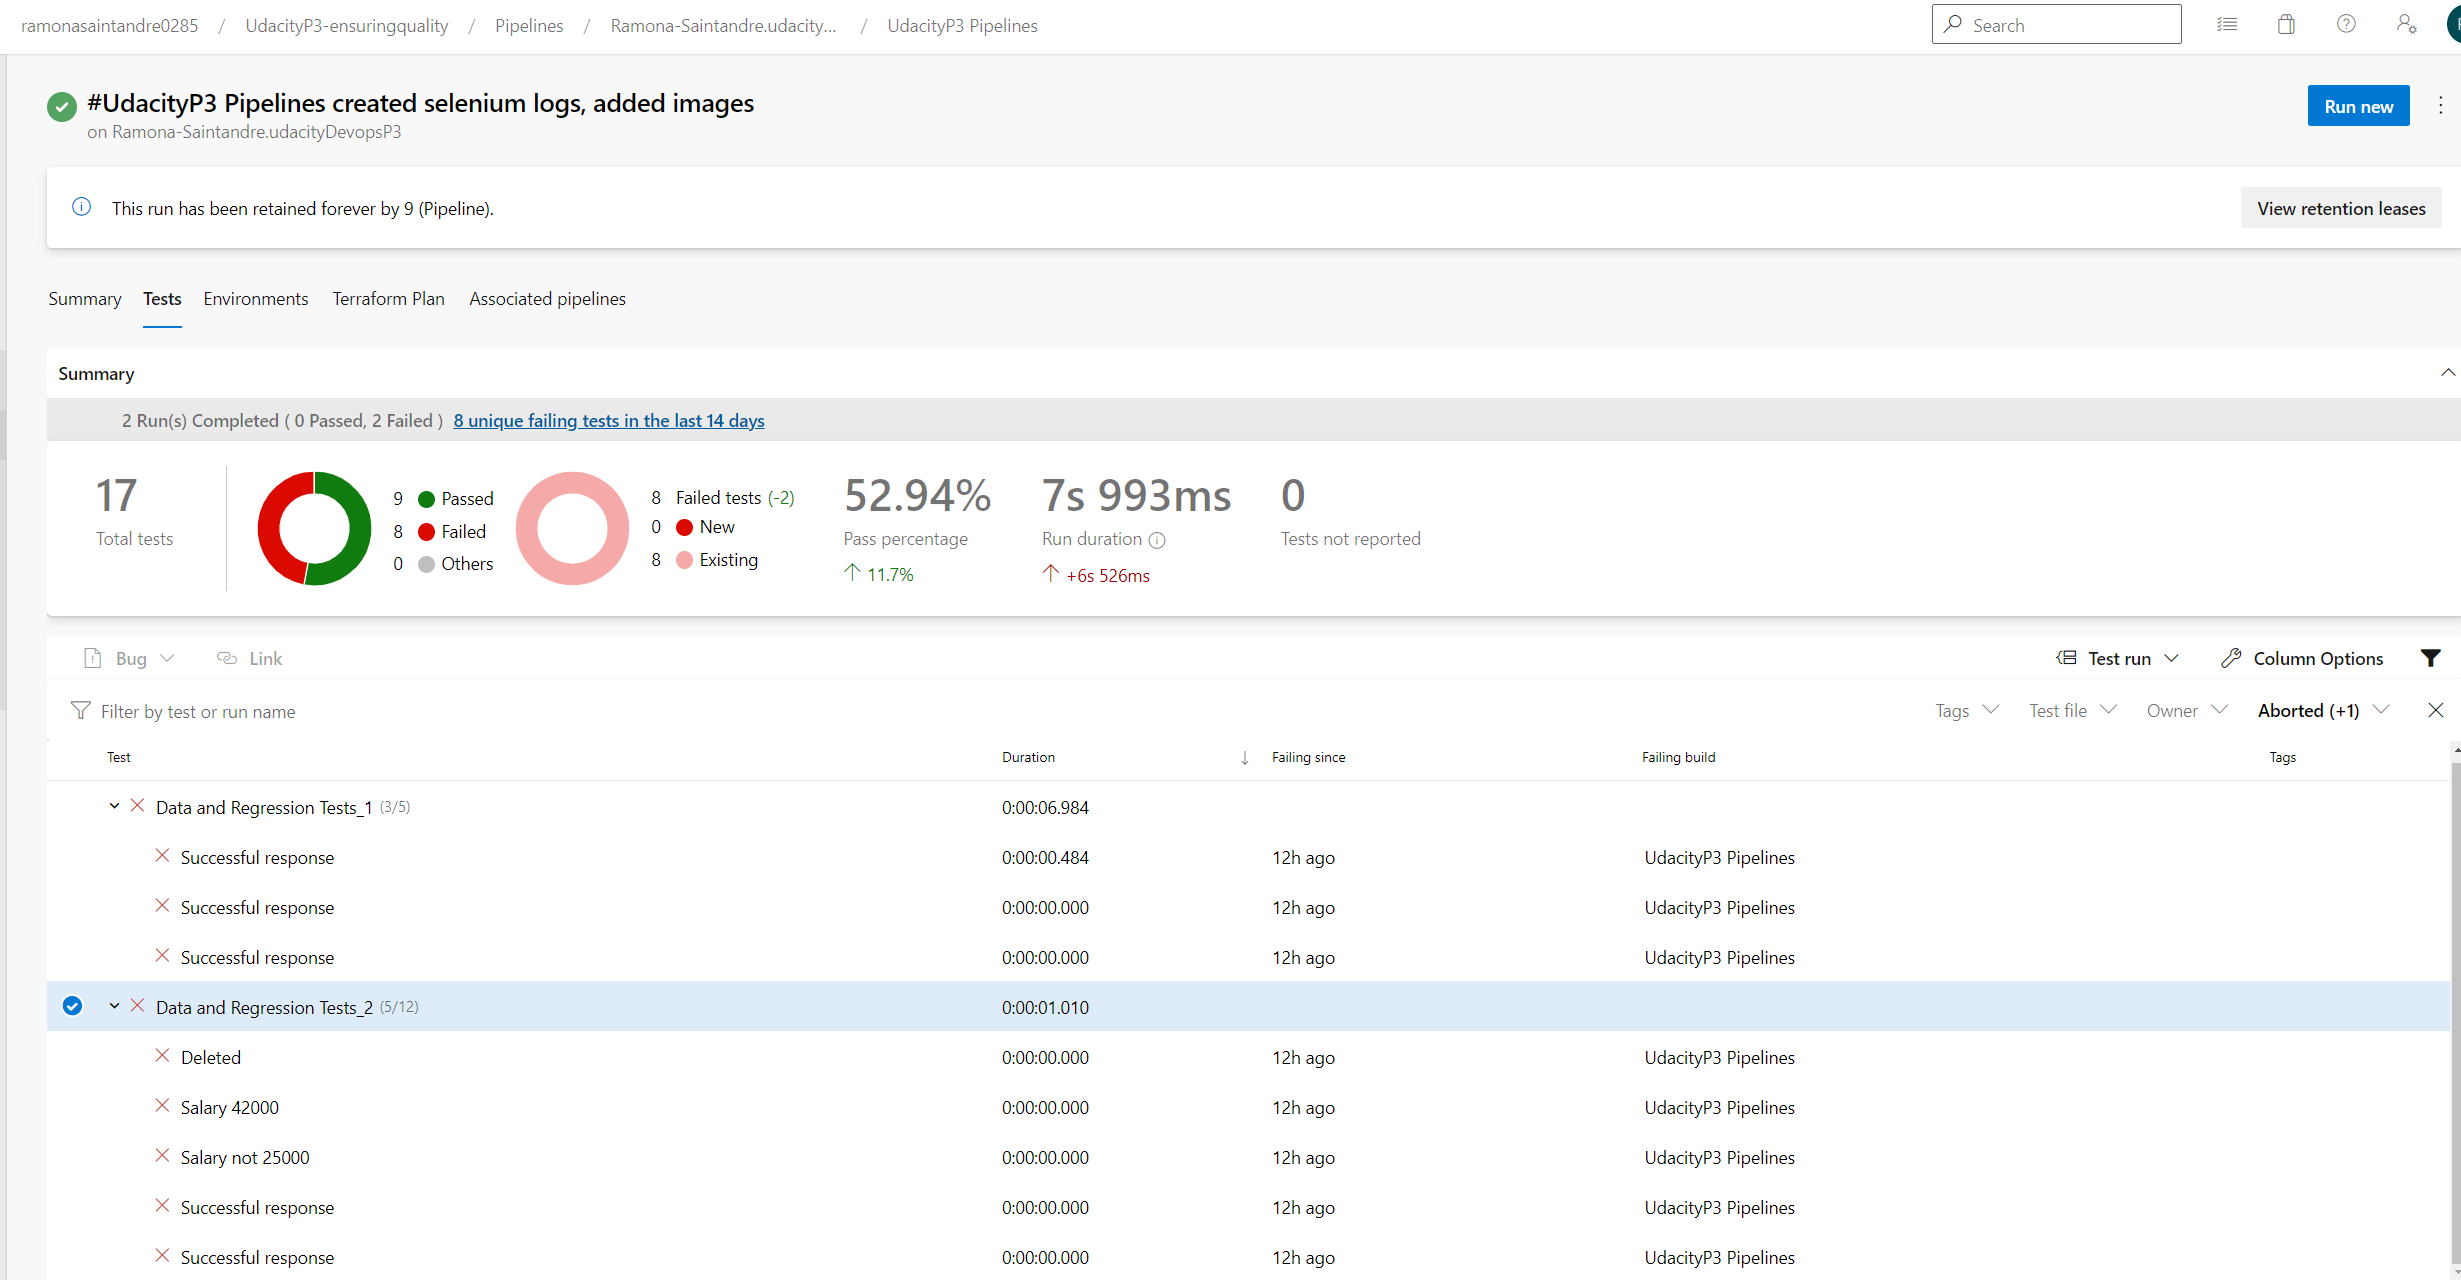 ramonasaintandre0285 / UdacityP3-ensuringquality / Pipelines / Ramona-Saintandre.udacity... / UdacityP3 Pipelines
Search
#UdacityP3 Pipelines created selenium logs, added images
Run new
on Ramona-Saintandre.udacityDevopsP3
This run has been retained forever by 9 (Pipeline).
View retention leases
Summary Tests Environments Terraform Plan Associated pipelines
Summary
2 Run(s) Completed ( 0 Passed, 2 Failed ) 8 unique failing tests in the last 14 days
17
Total tests
9 Passed
8 Failed
0 Others
8 Failed tests (-2)
0 New
8 Existing
52.94%
Pass percentage
11.7%
7s 993ms
Run duration
+6s 526ms
0
Tests not reported
Bug Link Test run Column Options
Filter by test or run name Tags Test file Owner Aborted (+1)
Test Duration Failing since Failing build Tags
Data and Regression Tests_1 (3/5) 0:00:06.984
Successful response 0:00:00.484 12h ago UdacityP3 Pipelines
Successful response 0:00:00.000 12h ago UdacityP3 Pipelines
Successful response 0:00:00.000 12h ago UdacityP3 Pipelines
Data and Regression Tests_2 (5/12) 0:00:01.010
Deleted 0:00:00.000 12h ago UdacityP3 Pipelines
Salary 42000 0:00:00.000 12h ago UdacityP3 Pipelines
Salary not 25000 0:00:00.000 12h ago UdacityP3 Pipelines
Successful response 0:00:00.000 12h ago UdacityP3 Pipelines
Successful response 0:00:00.000 12h ago UdacityP3 Pipelines